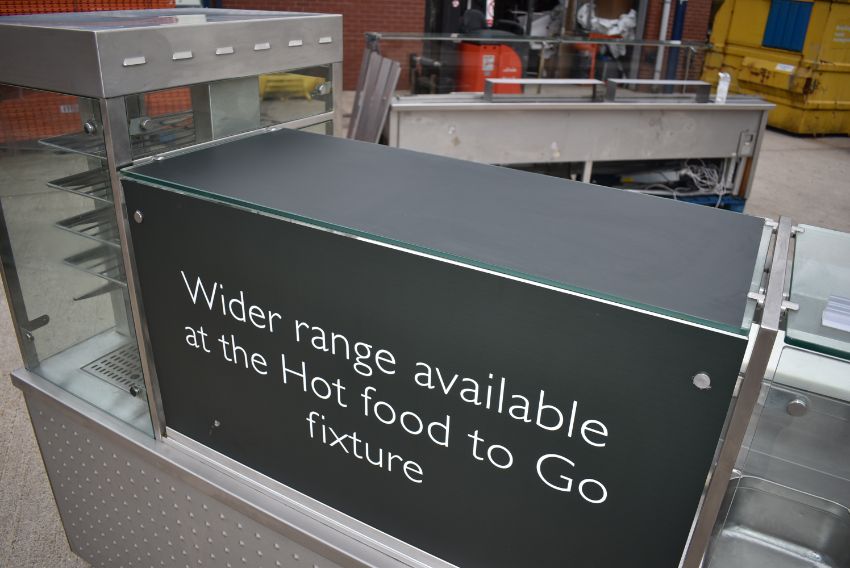 Wider range available
at the Hot food to Go
fixture